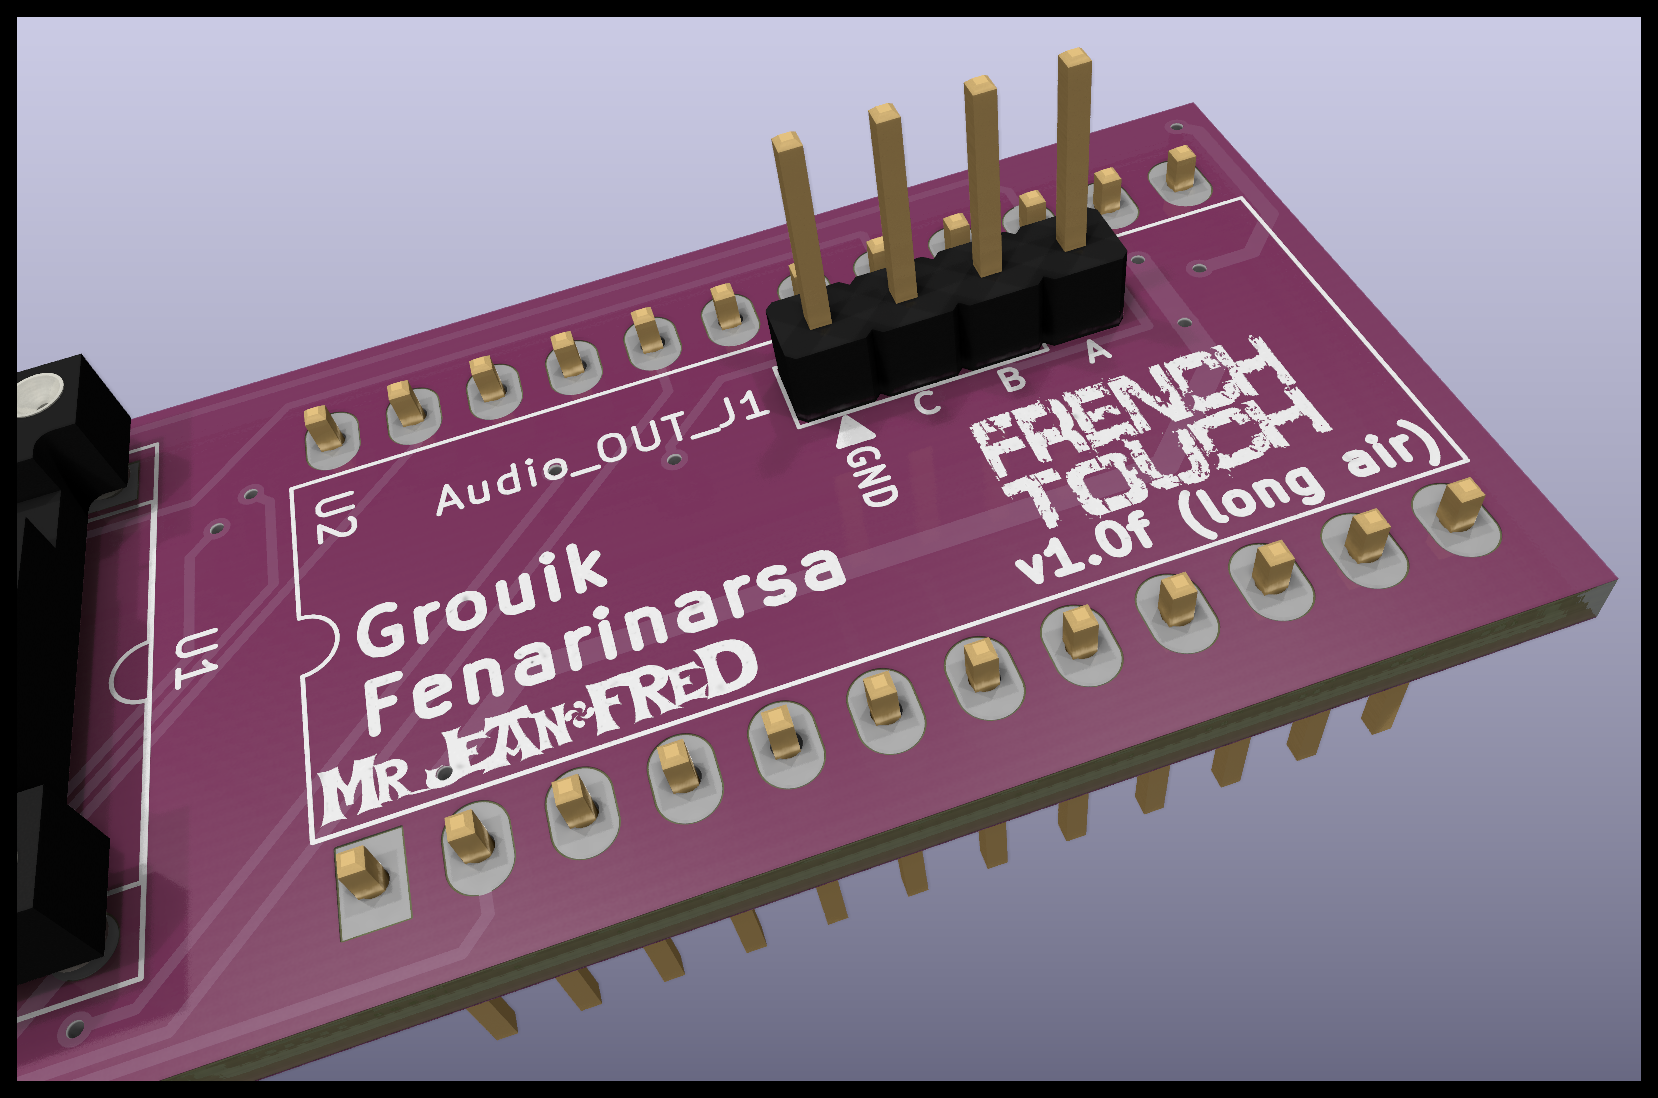 Audio_OUT_J1
GND
C
B
A
FRENCH
TOUCH
v1.0f (long air)
U2
U1
Grouik
Fenarinarsa
MR JEAN-FRED